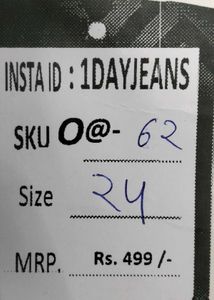 INSTA ID : 1DAYJEANS
SKU O@- 62
Size 24
MRP. Rs. 499 /-